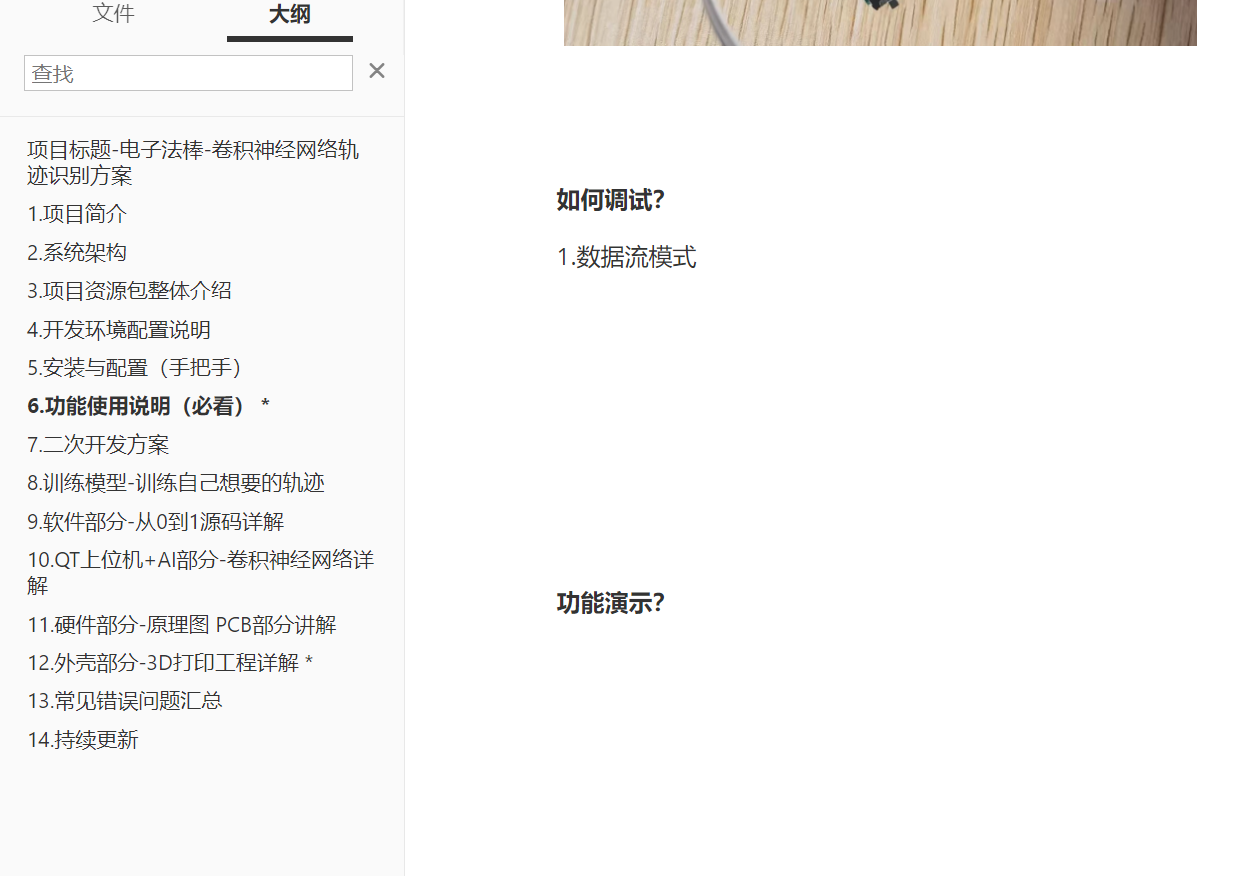 文件
大纲
查找
项目标题-电子法棒-卷积神经网络轨
迹识别方案
1.项目简介
2.系统架构
3.项目资源包整体介绍
4.开发环境配置说明
5.安装与配置（手把手）
6.功能使用说明（必看） *
7.二次开发方案
8.训练模型-训练自己想要的轨迹
9.软件部分-从0到1源码详解
10.QT上位机+AI部分-卷积神经网络详
解
11.硬件部分-原理图 PCB部分讲解
12.外壳部分-3D打印工程详解 *
13.常见错误问题汇总
14.持续更新
如何调试?
1.数据流模式
功能演示?